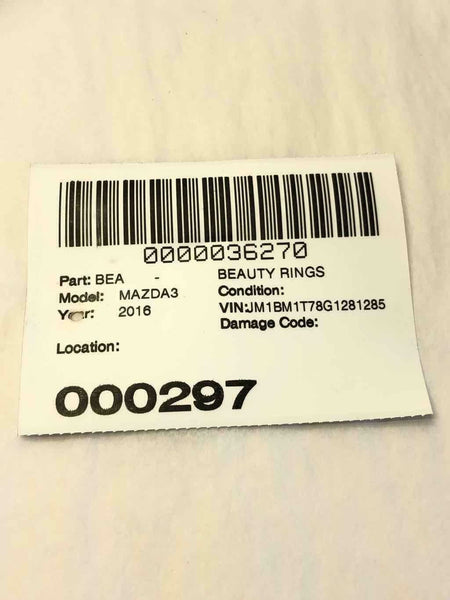 0000036270
Part: BEA - BEAUTY RINGS
Model: MAZDA3 Condition:
Year: 2016 VIN:JM1BM1T78G1281285
Damage Code:
Location:
000297